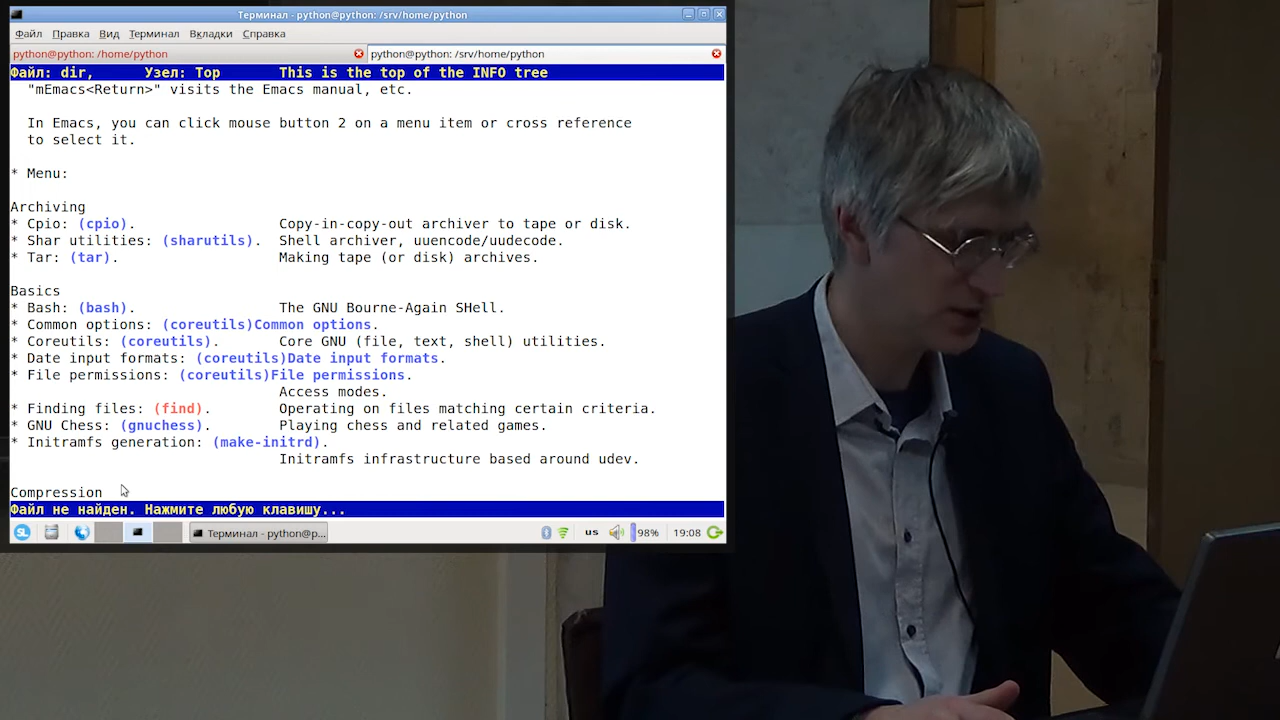 Терминал - python@python: /srv/home/python
Файл Правка Вид Терминал Вкладки Справка
python@python: /home/python python@python: /srv/home/python
Файл: dir, Узел: Top This is the top of the INFO tree
"mEmacs<Return>" visits the Emacs manual, etc.
In Emacs, you can click mouse button 2 on a menu item or cross reference
to select it.
* Menu:
Archiving
* Cpio: (cpio). Copy-in-copy-out archiver to tape or disk.
* Shar utilities: (sharutils). Shell archiver, uuencode/uudecode.
* Tar: (tar). Making tape (or disk) archives.
Basics
* Bash: (bash). The GNU Bourne-Again SHell.
* Common options: (coreutils)Common options.
* Coreutils: (coreutils). Core GNU (file, text, shell) utilities.
* Date input formats: (coreutils)Date input formats.
* File permissions: (coreutils)File permissions.
Access modes.
* Finding files: (find). Operating on files matching certain criteria.
* GNU Chess: (gnuchess). Playing chess and related games.
* Initramfs generation: (make-initrd).
Initramfs infrastructure based around udev.
Compression
Файл не найден. Нажмите любую клавишу...
Терминал - python@p... us 98% 19:08